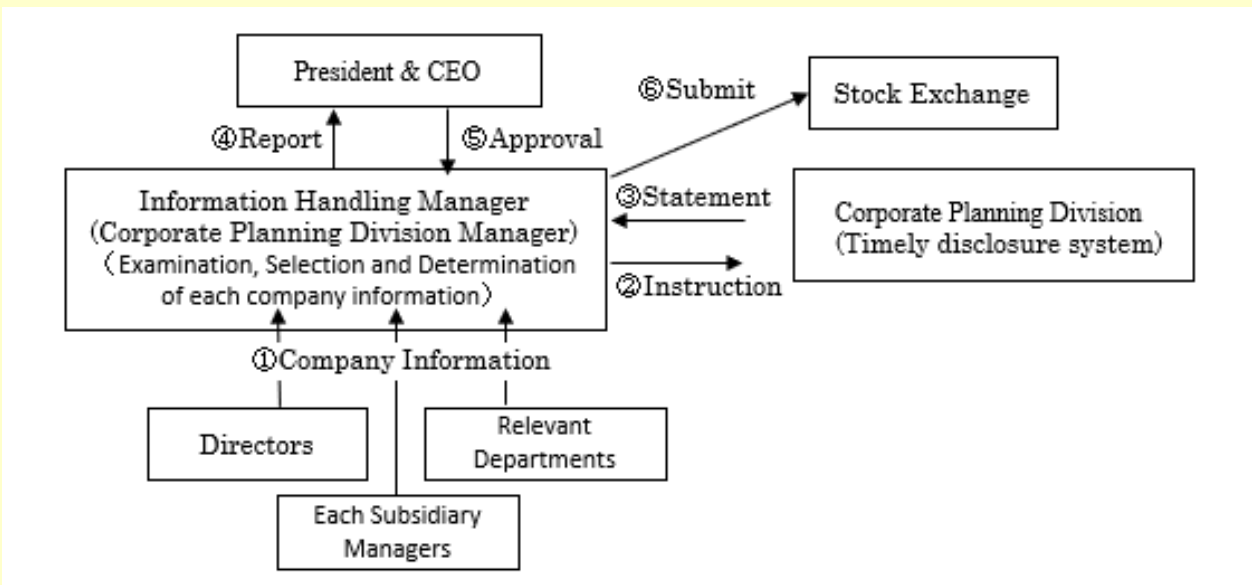 President & CEO
⑥Submit
Stock Exchange
④Report
⑤Approval
Information Handling Manager
(Corporate Planning Division Manager)
（Examination, Selection and Determination
of each company information）
③Statement
②Instruction
Corporate Planning Division
(Timely disclosure system)
①Company Information
Directors
Relevant
Departments
Each Subsidiary
Managers